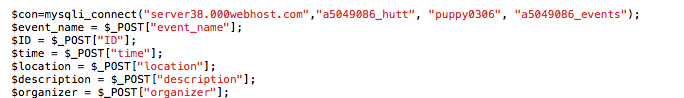 $con=mysqli_connect("server38.000webhost.com","a5049086_hutt", "puppy0306", "a5049086_events");
$event_name = $_POST["event_name"];
$ID = $_POST["ID"];
$time = $_POST["time"];
$location = $_POST["location"];
$description = $_POST["description"];
$organizer = $_POST["organizer"];